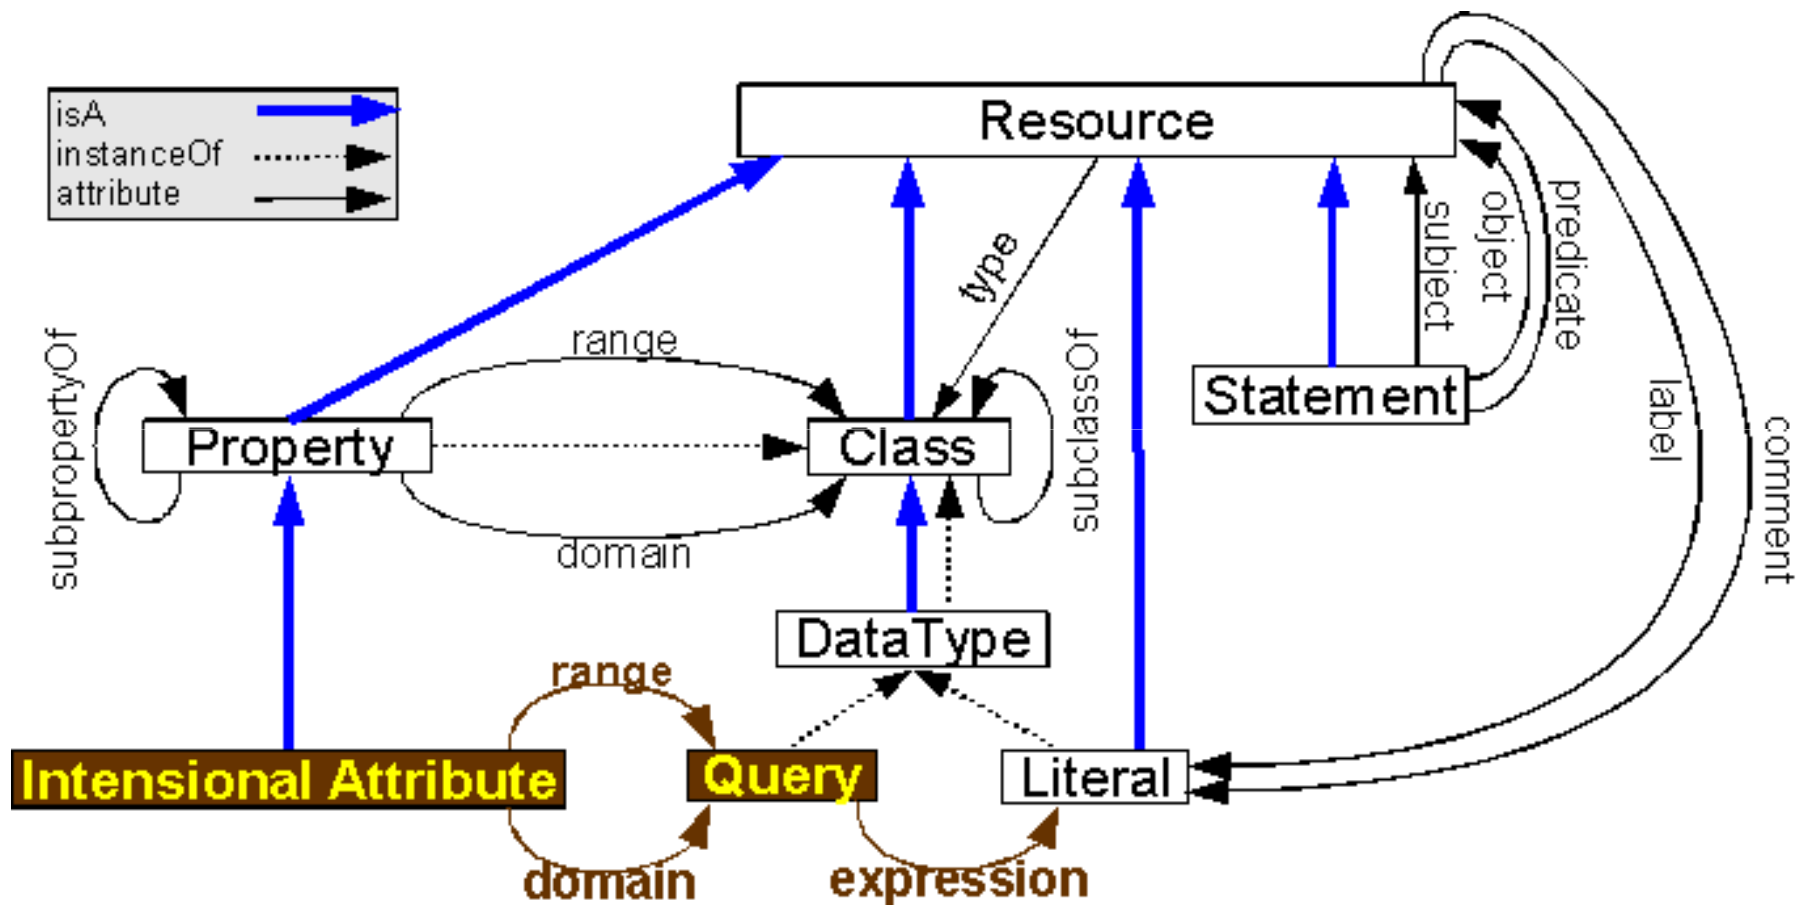 isA
instanceOf
attribute
Resource
type
subject
object
predicate
label
comment
subpropertyOf
range
Property
Class
subclassOf
Statement
domain
DataType
range
Intensional Attribute
Query
Literal
domain
expression